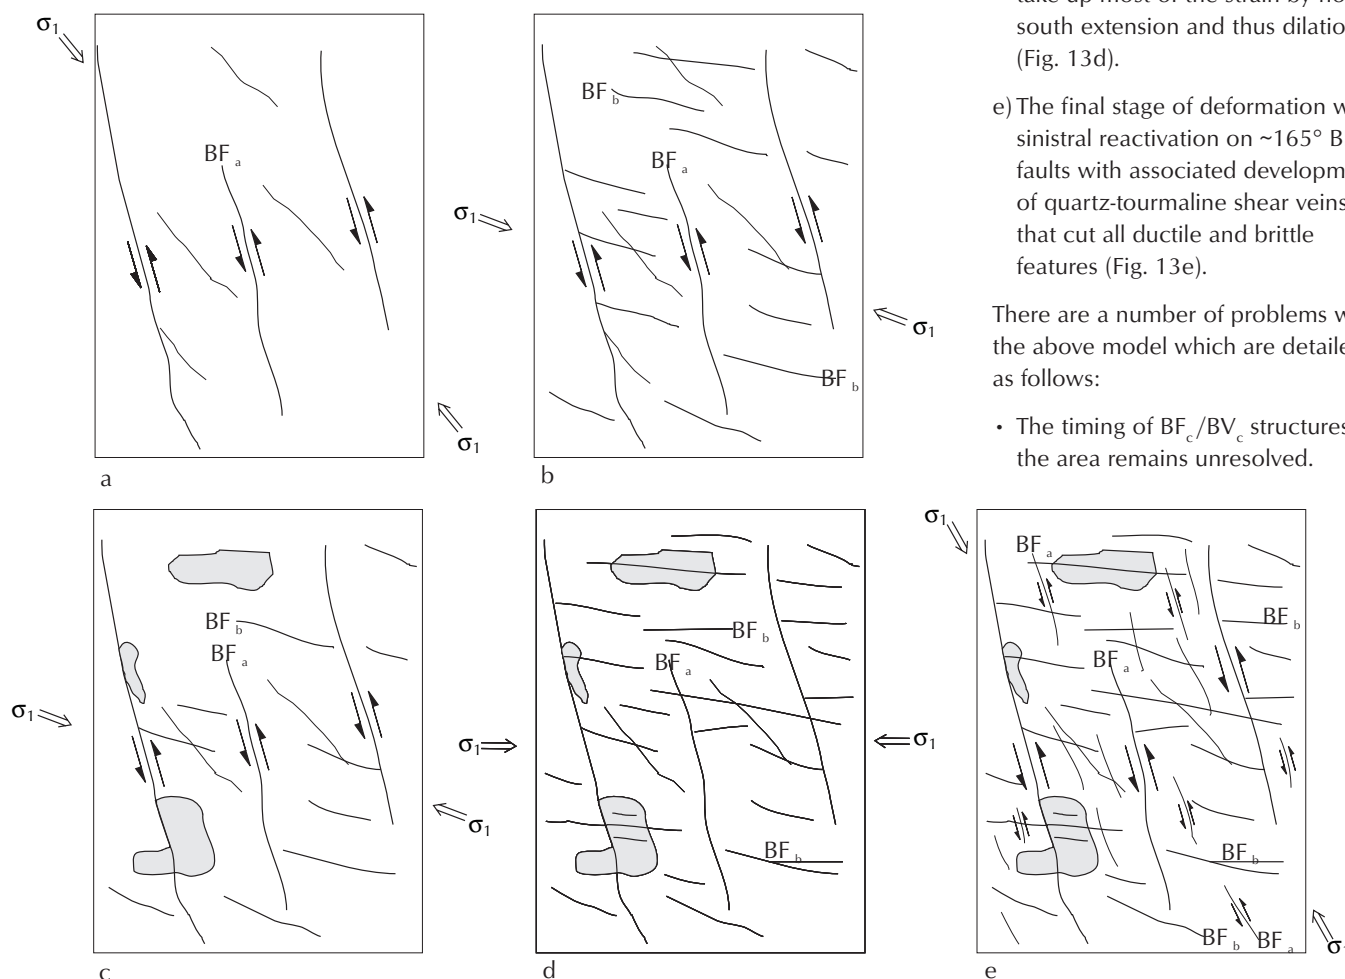 take up most of the strain by
south extension and thus
(Fig. 13d).
e) The final stage of deformation
sinistral reactivation on ~165°
faults with associated
of quartz-tourmaline shear veins
that cut all ductile and brittle
features (Fig. 13e).
There are a number of problems
the above model which are
as follows:
• The timing of BFc/BVc structures
the area remains unresolved.
σ1
BFa
σ1
a
BFb
BFa
σ1
σ1
BFb
b
BFb
BFa
σ1
σ1
c
BFb
BFa
σ1
σ1
BFb
d
σ1
BFa
BFb
BFa
BFb
BFb
BFa
σ
e